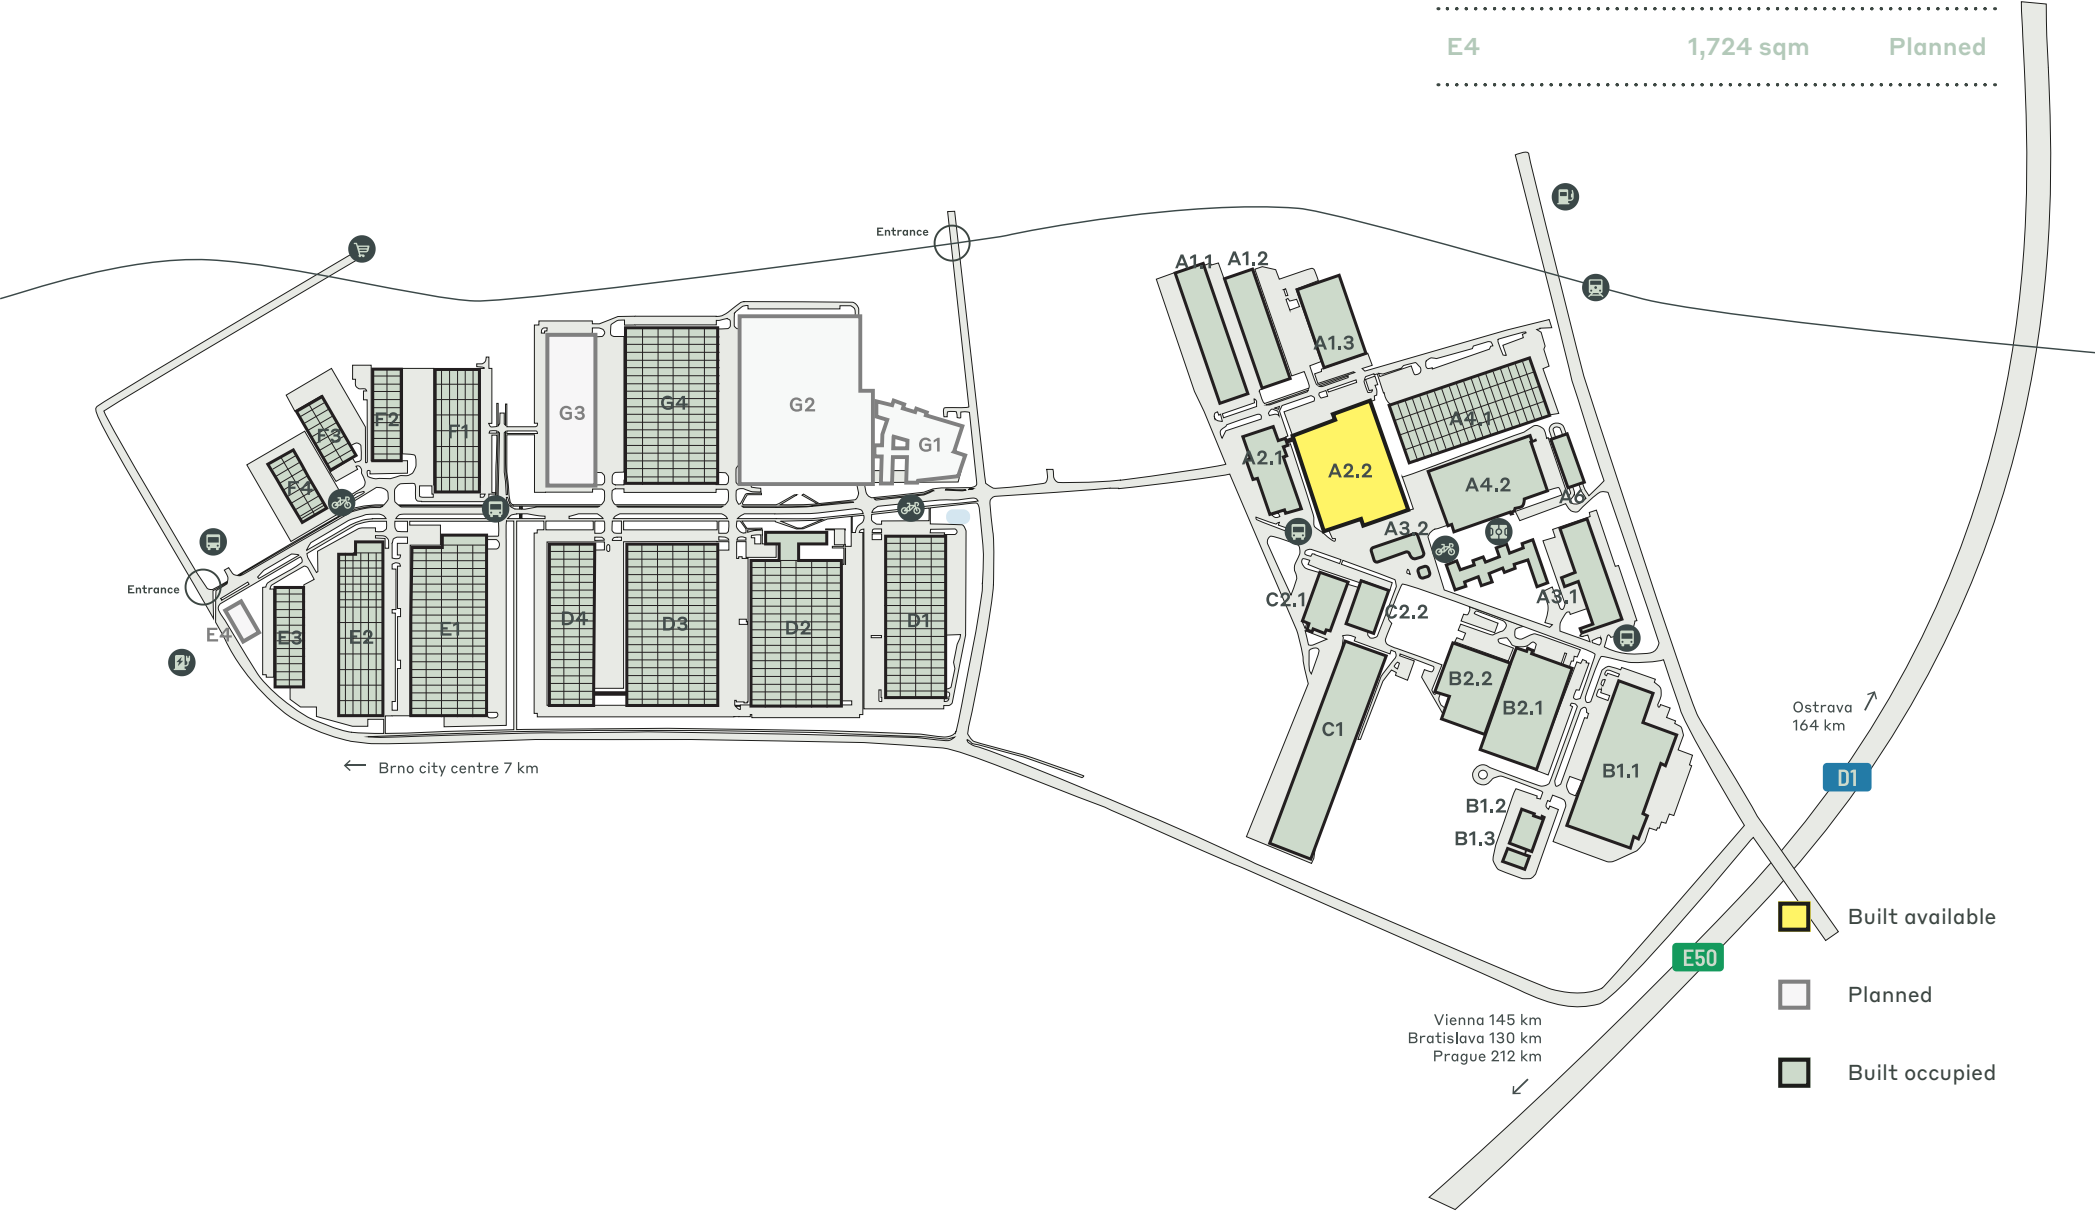 E4 1,724 sqm Planned
Entrance
A1.1
A1.2
A1.3
F3
F2
F1
F4
G3
G4
G2
G1
A2.1
A2.2
A4.1
A4.2
A6
A3.2
A3.1
Entrance
E4
E3
E2
E1
D4
D3
D2
D1
C2.1
C2.2
B2.2
B2.1
C1
B1.1
B1.2
B1.3
Ostrava
164 km
D1
Brno city centre 7 km
E50
Vienna 145 km
Bratislava 130 km
Prague 212 km
Built available
Planned
Built occupied